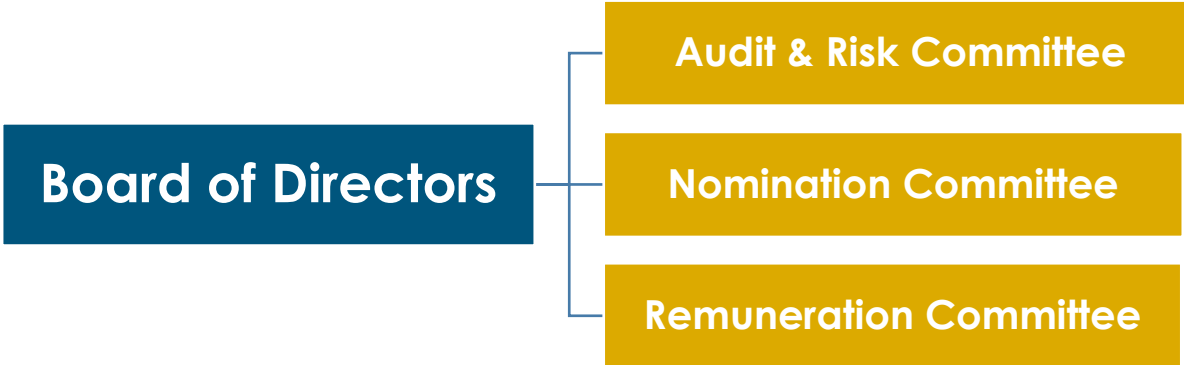 Board of Directors
Audit & Risk Committee
Nomination Committee
Remuneration Committee